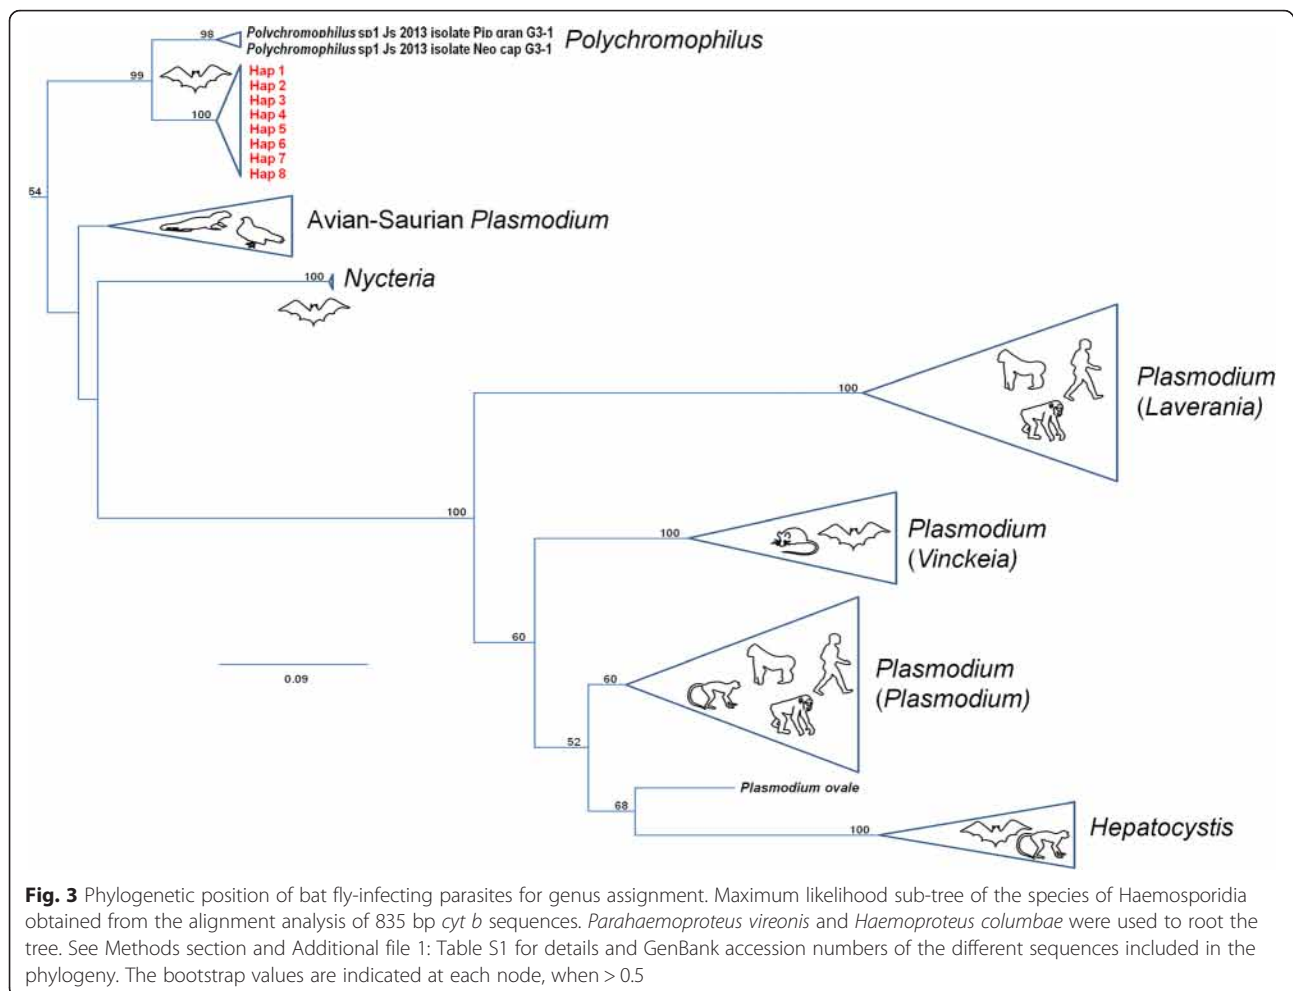 98
Polychromophilus sp1 Js 2013 isolate Pip gran G3-1
Polychromophilus sp1 Js 2013 isolate Neo cap G3-1
Polychromophilus
99
100
Hap 1
Hap 2
Hap 3
Hap 4
Hap 5
Hap 6
Hap 7
Hap 8
54
Avian-Saurian Plasmodium
100
Nycteria
100
Plasmodium
(Laverania)
100
100
Plasmodium
(Vinckeia)
60
0.09
60
Plasmodium
(Plasmodium)
52
Plasmodium ovale
68
100
Hepatocystis
Fig. 3 Phylogenetic position of bat fly-infecting parasites for genus assignment. Maximum likelihood sub-tree of the species of Haemosporidia
obtained from the alignment analysis of 835 bp cyt b sequences. Parahaemoproteus vireonis and Haemoproteus columbae were used to root the
tree. See Methods section and Additional file 1: Table S1 for details and GenBank accession numbers of the different sequences included in the
phylogeny. The bootstrap values are indicated at each node, when > 0.5